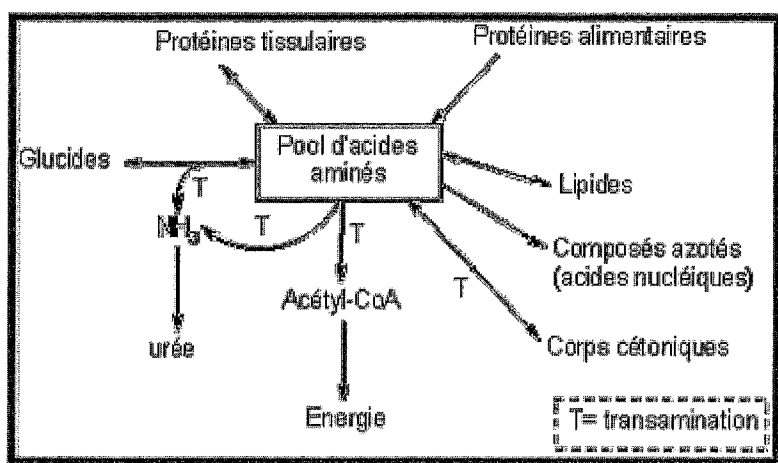 Protéines tissulaires
Protéines alimentaires
Glucides
Pool d'acides
aminés
Lipides
T
NH3
T
T
Composés azotés
(acides nucléiques)
T
Acétyl-CoA
Corps cétoniques
urée
Energie
T= transamination